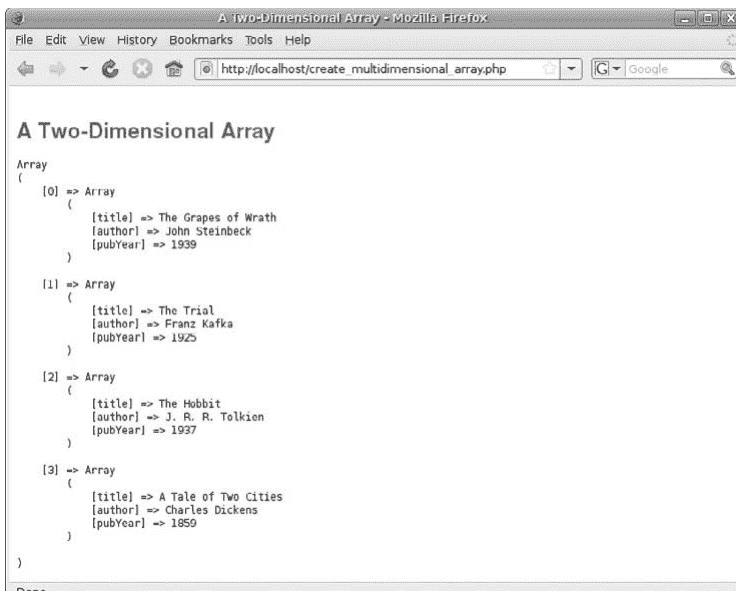 A Two-Dimensional Array - Mozilla Firefox
File Edit View History Bookmarks Tools Help
http://localhost/create_multidimensional_array.php
G Google
A Two-Dimensional Array
Array
(
[0] => Array
(
[title] => The Grapes of Wrath
[author] => John Steinbeck
[pubYear] => 1939
)
[1] => Array
(
[title] => The Trial
[author] => Franz Kafka
[pubYear] => 1925
)
[2] => Array
(
[title] => The Hobbit
[author] => J. R. R. Tolkien
[pubYear] => 1937
)
[3] => Array
(
[title] => A Tale of Two Cities
[author] => Charles Dickens
[pubYear] => 1859
)
)